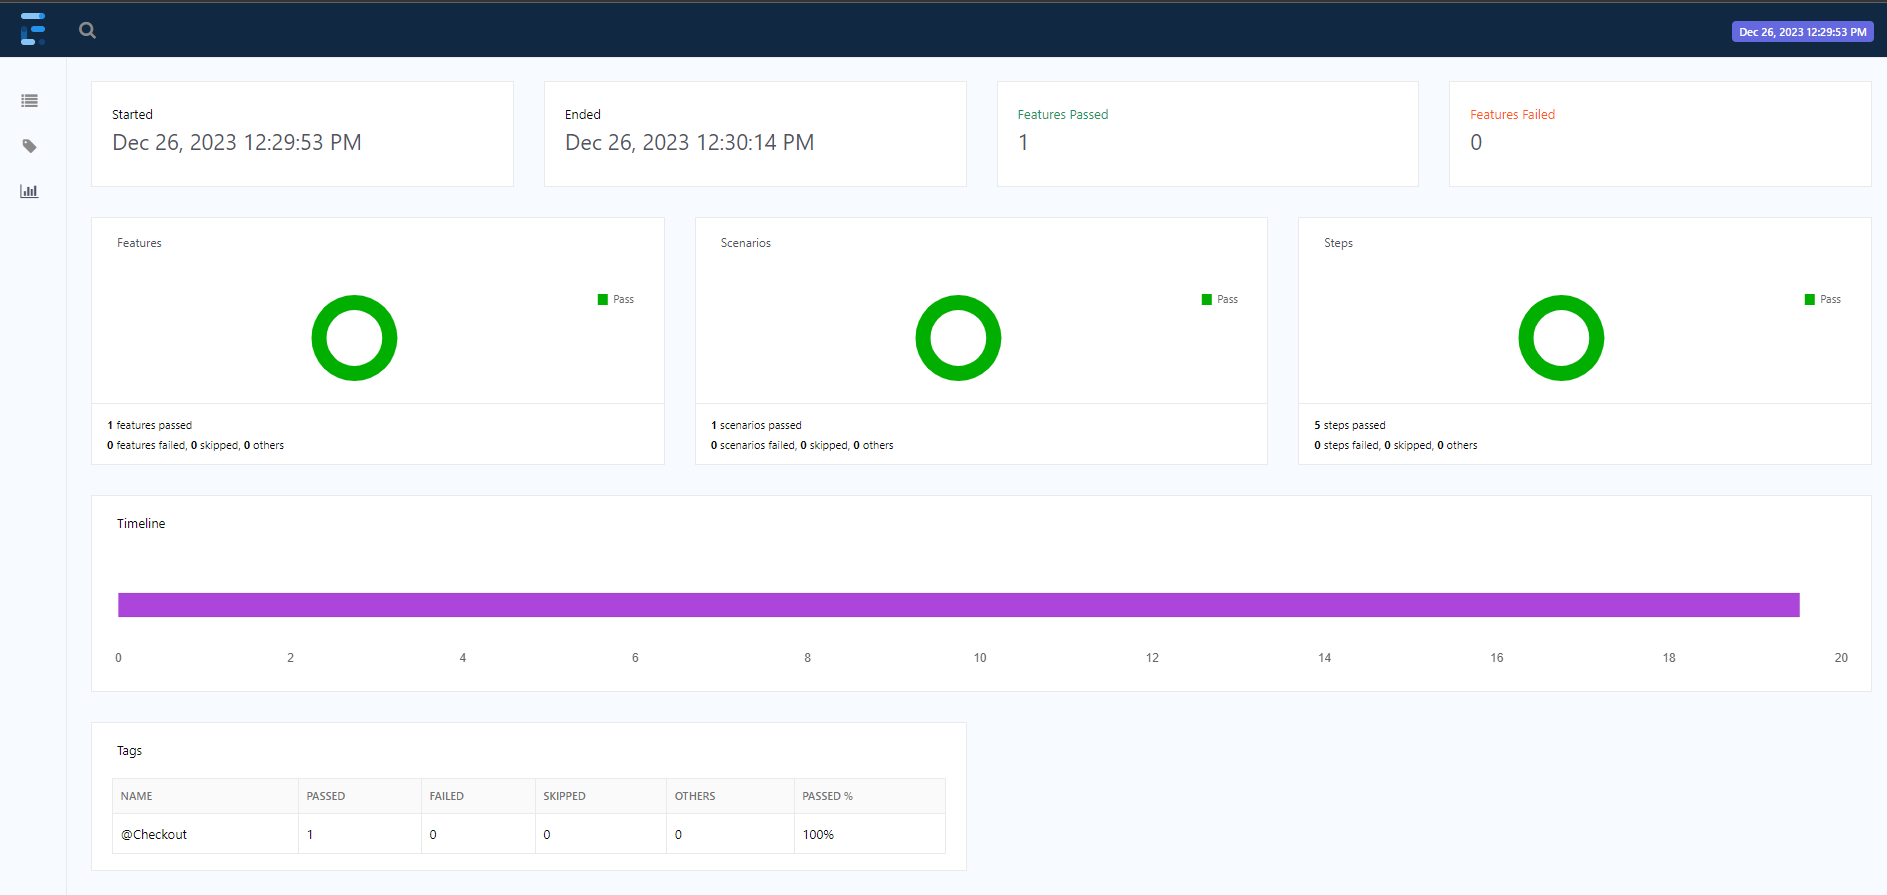 Dec 26, 2023 12:29:53 PM
Started
Dec 26, 2023 12:29:53 PM
Ended
Dec 26, 2023 12:30:14 PM
Features Passed
1
Features Failed
0
Features
Pass
1 features passed
0 features failed, 0 skipped, 0 others
Scenarios
Pass
1 scenarios passed
0 scenarios failed, 0 skipped, 0 others
Steps
Pass
5 steps passed
0 steps failed, 0 skipped, 0 others
Timeline
0 2 4 6 8 10 12 14 16 18 20
Tags
NAME PASSED FAILED SKIPPED OTHERS PASSED %
@Checkout 1 0 0 0 100%